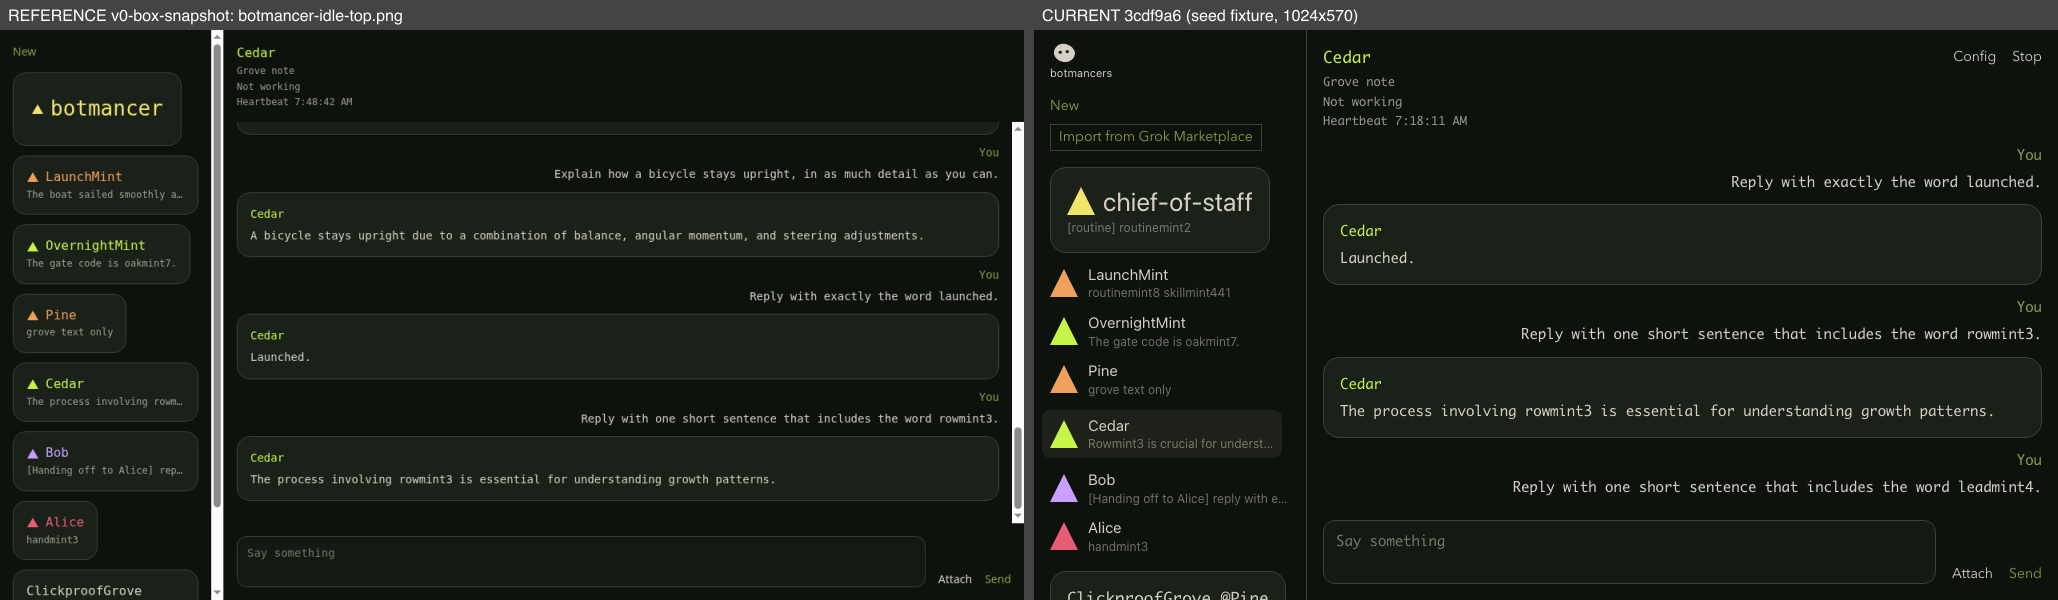 REFERENCE v0-box-snapshot: botmancer-idle-top.png
New
botmancer
LaunchMint
The boat sailed smoothly a…
OvernightMint
The gate code is oakmint7.
Pine
grove text only
Cedar
The process involving rowm…
Bob
[Handing off to Alice] rep…
Alice
handmint3
ClickproofGrove
Cedar
Grove note
Not working
Heartbeat 7:48:42 AM
You
Explain how a bicycle stays upright, in as much detail as you can.
Cedar
A bicycle stays upright due to a combination of balance, angular momentum, and steering adjustments.
You
Reply with exactly the word launched.
Cedar
Launched.
You
Reply with one short sentence that includes the word rowmint3.
Cedar
The process involving rowmint3 is essential for understanding growth patterns.
Say something
Attach
Send
CURRENT 3cdf9a6 (seed fixture, 1024x570)
botmancers
New
Import from Grok Marketplace
chief-of-staff
[routine] routinemint2
LaunchMint
routinemint8 skillmint441
OvernightMint
The gate code is oakmint7.
Pine
grove text only
Cedar
Rowmint3 is crucial for underst...
Bob
[Handing off to Alice] reply with e...
Alice
handmint3
ClickproofGrove @Pine
Cedar
Config
Stop
Grove note
Not working
Heartbeat 7:18:11 AM
You
Reply with exactly the word launched.
Cedar
Launched.
You
Reply with one short sentence that includes the word rowmint3.
Cedar
The process involving rowmint3 is essential for understanding growth patterns.
You
Reply with one short sentence that includes the word leadmint4.
Say something
Attach
Send